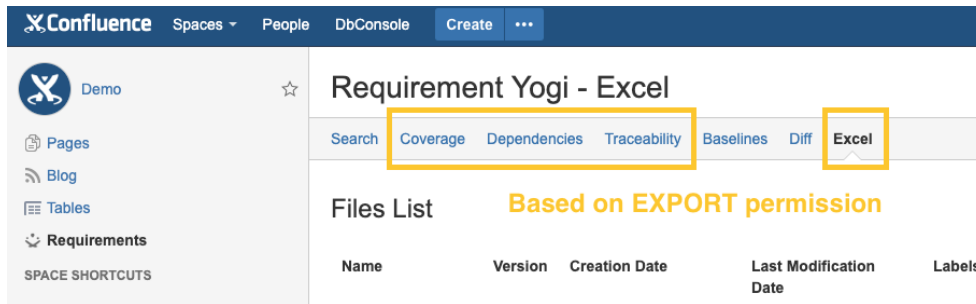 Confluence Spaces People DbConsole Create •••
Demo
Pages
Blog
Tables
Requirements
SPACE SHORTCUTS
Requirement Yogi - Excel
Search Coverage Dependencies Traceability Baselines Diff Excel
Files List
Based on EXPORT permission
Name Version Creation Date Last Modification Date Labels